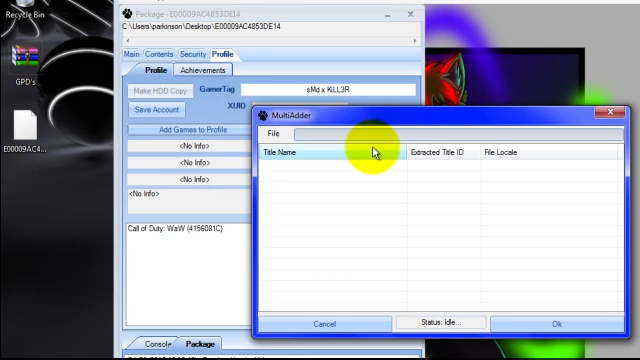 Recycle Bin
GPD's
E00009AC4...
Package - E00009AC4853DE14
C:\Users\parkinson\Desktop\E00009AC4853DE14
Main Contents Security Profile
Profile Achievements
Make HDD Copy GamerTag sMd x KiLL3R
Save Account XUID
Add Games to Profile
<No Info>
<No Info>
<No Info>
<No Info>
Call of Duty: WaW (4156081C)
Console Package
MultiAdder
File
Title Name Extracted Title ID File Locale
Cancel Status: Idle... Ok